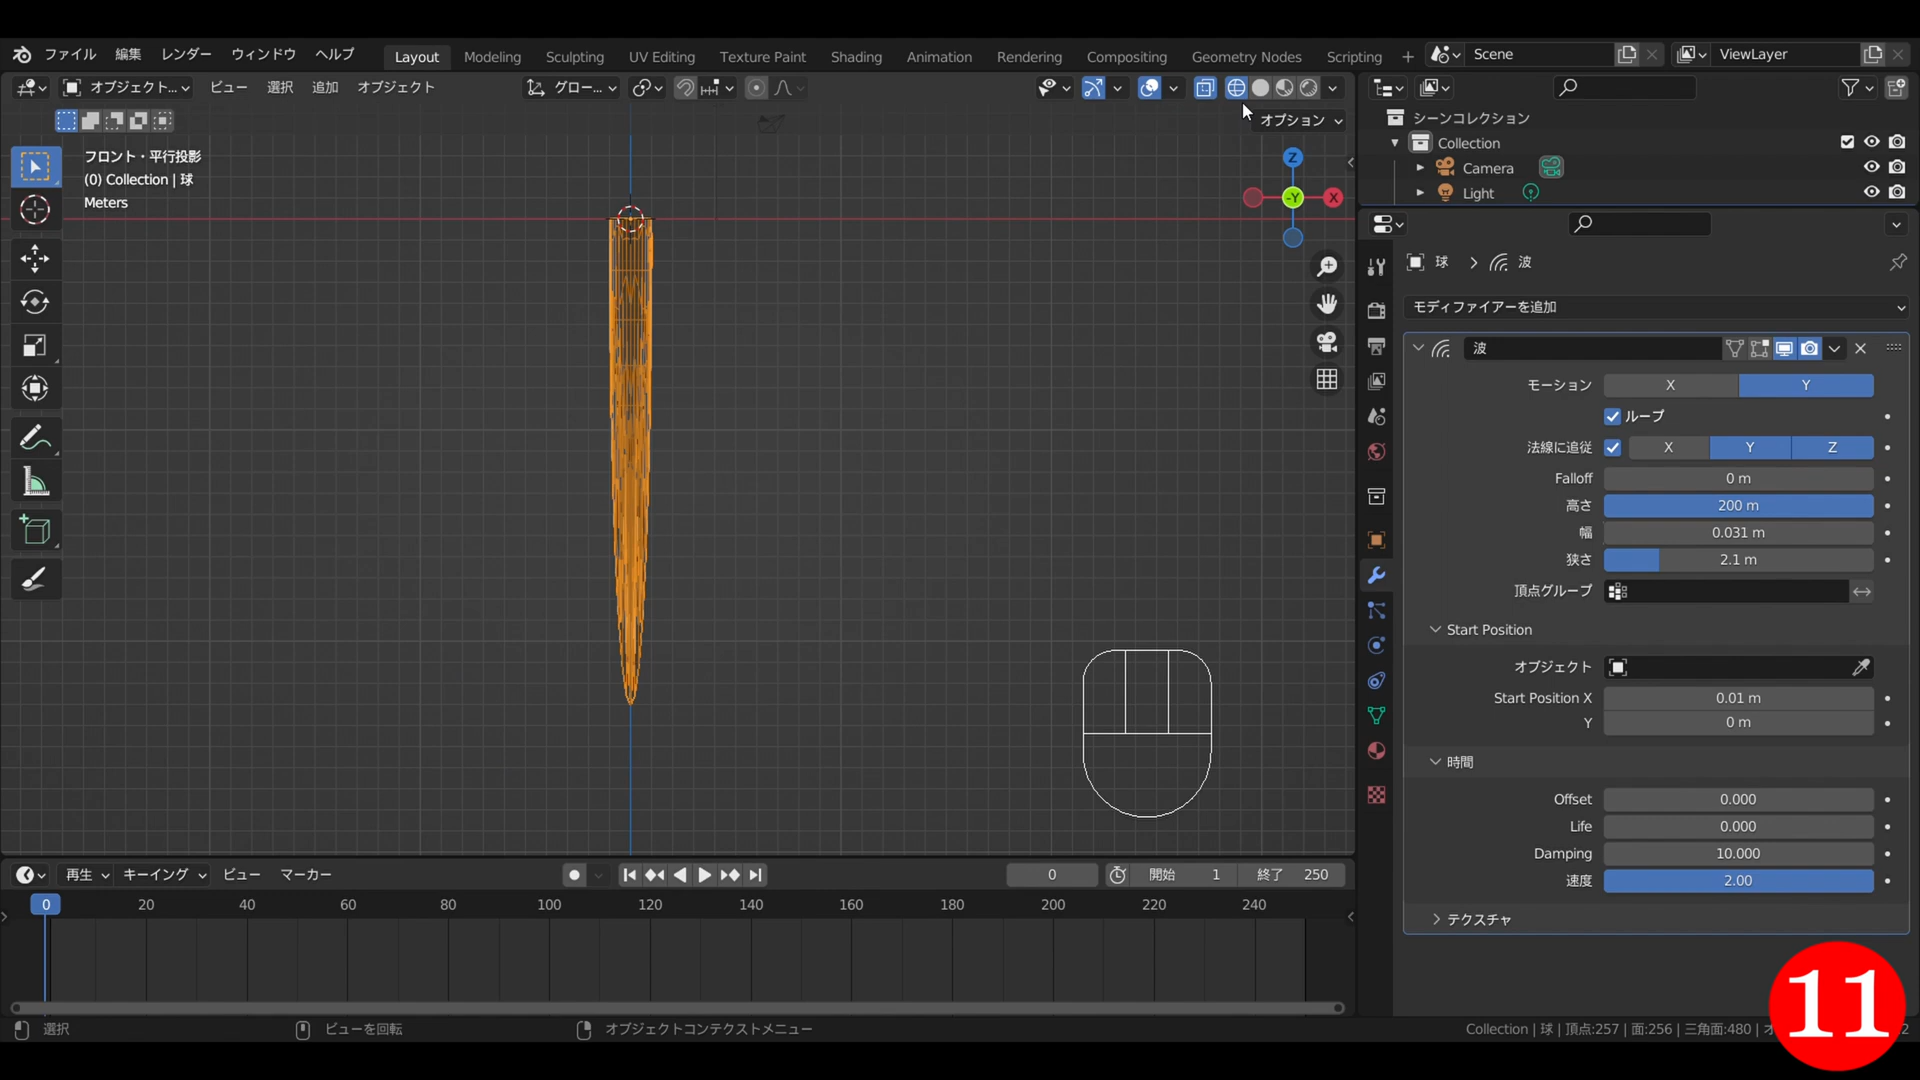 ファイル 編集 レンダー ウィンドウ ヘルプ Layout Modeling Sculpting UV Editing Texture Paint Shading Animation Rendering Compositing Geometry Nodes Scripting + Scene ViewLayer
オブジェクト... ビュー 選択 追加 オブジェクト グロー...
オプション
フロント・平行投影
(0) Collection | 球
Meters
Z
-Y
X
シーンコレクション
Collection
Camera
Light
球 > 波
モディファイアーを追加
波
モーション X Y
ループ
法線に追従 X Y Z
Falloff 0 m
高さ 200 m
幅 0.031 m
狭さ 2.1 m
頂点グループ
Start Position
オブジェクト
Start Position X 0.01 m
Y 0 m
時間
Offset 0.000
Life 0.000
Damping 10.000
速度 2.00
テクスチャ
再生 キーイング ビュー マーカー 0 開始 1 終了 250
0 20 40 60 80 100 120 140 160 180 200 220 240
選択 ビューを回転 オブジェクトコンテクストメニュー
Collection | 球 | 頂点:257 | 面:256 | 三角面:480 |
11